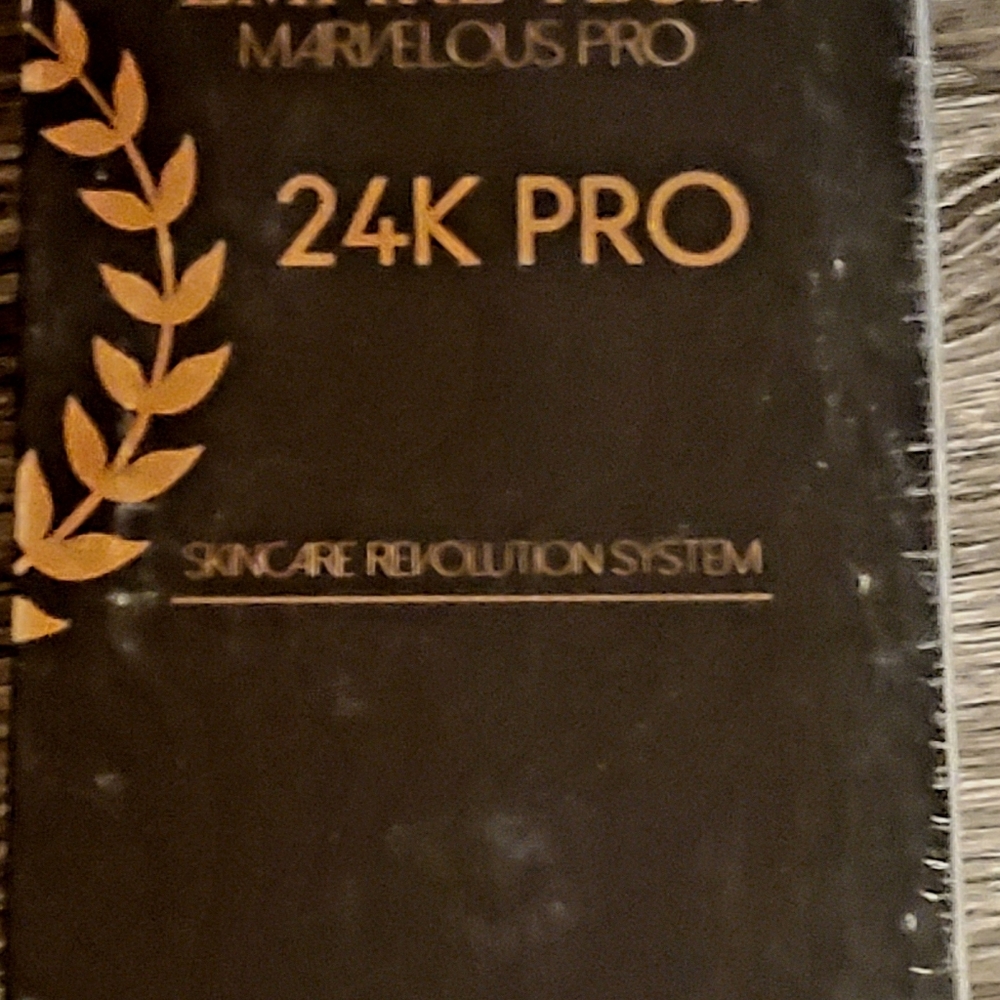 MARVELOUS PRO
24K PRO
SKINCARE REVOLUTION SYSTEM